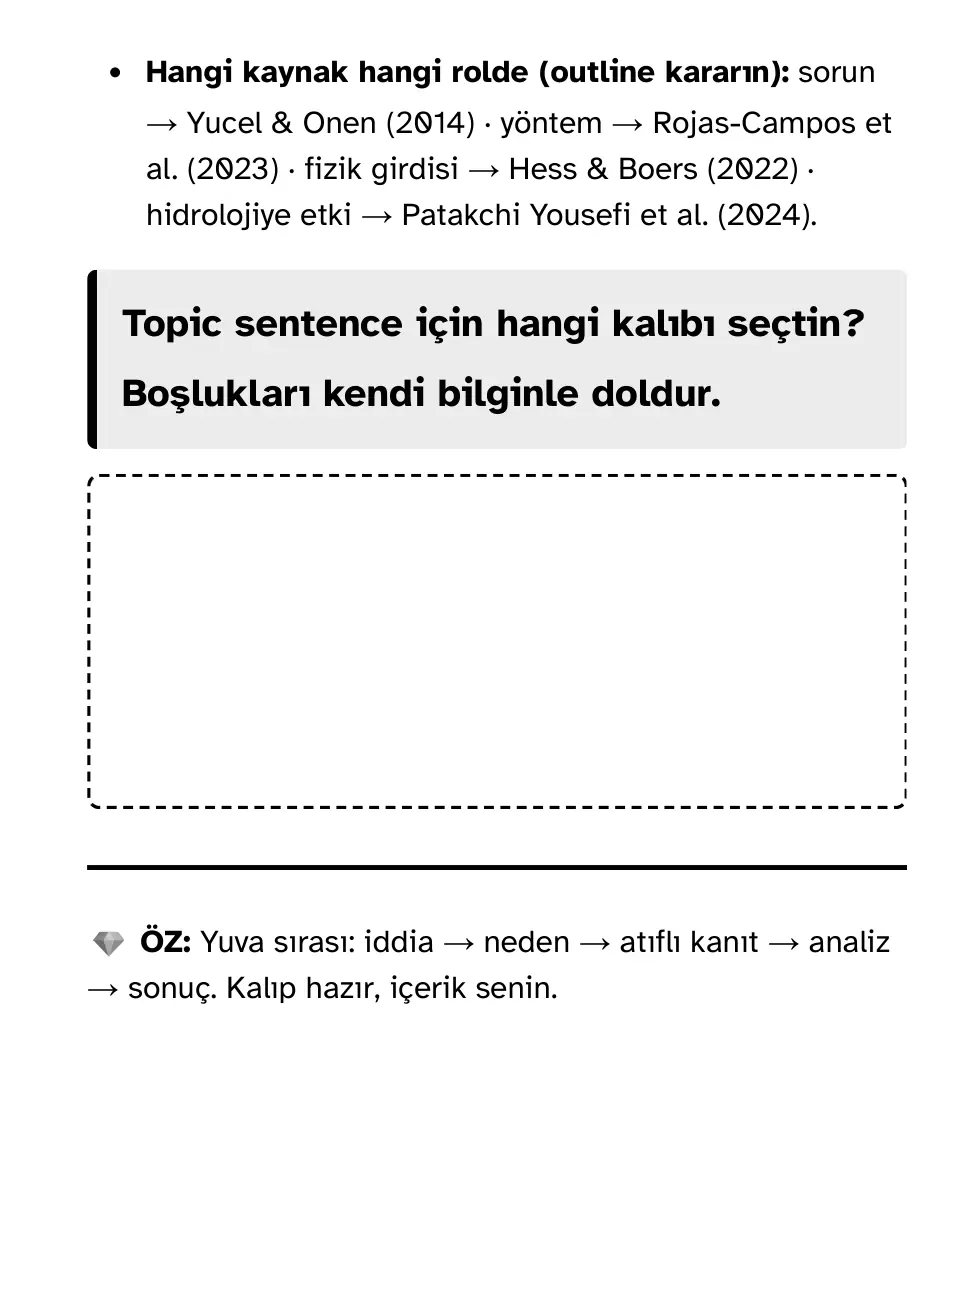 • Hangi kaynak hangi rolde (outline kararın): sorun
→ Yucel & Onen (2014) · yöntem → Rojas-Campos et
al. (2023) · fizik girdisi → Hess & Boers (2022) ·
hidrolojiye etki → Patakchi Yousefi et al. (2024).
Topic sentence için hangi kalıbı seçtin?
Boşlukları kendi bilginle doldur.
ÖZ: Yuva sırası: iddia → neden → atıflı kanıt → analiz
→ sonuç. Kalıp hazır, içerik senin.